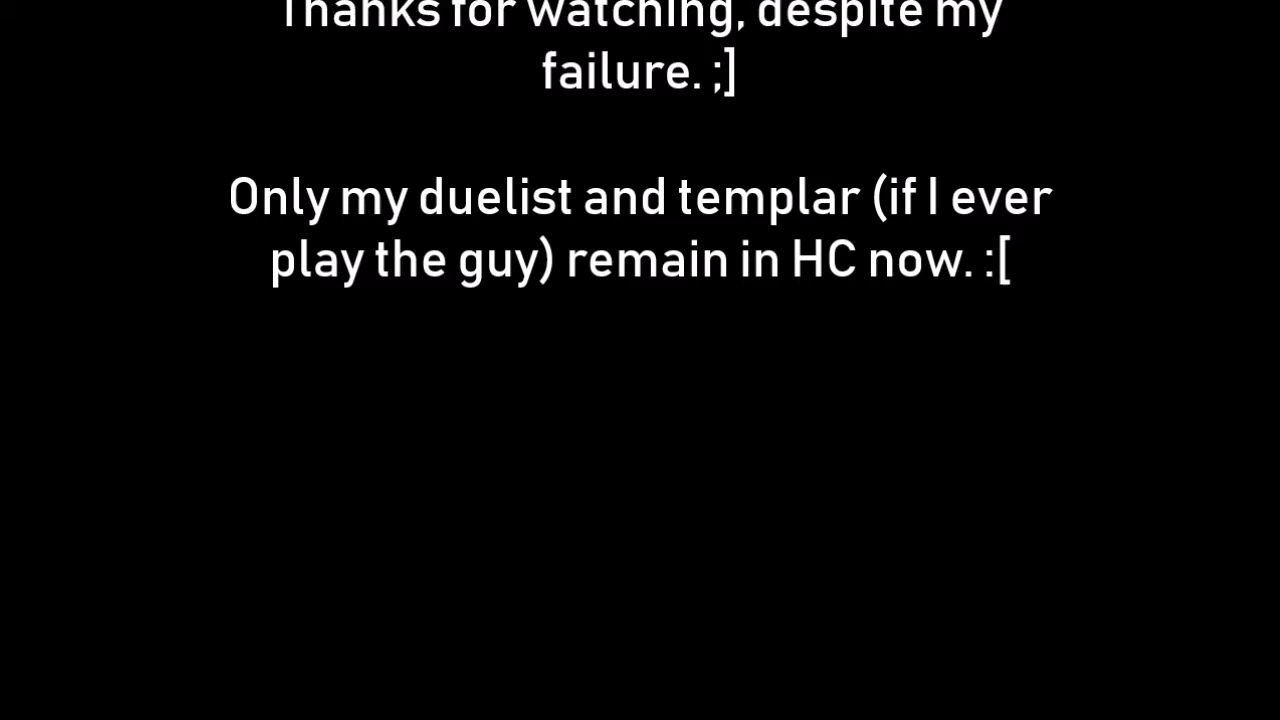 Thanks for watching, despite my
failure. ;]
Only my duelist and templar (if I ever
play the guy) remain in HC now. :[